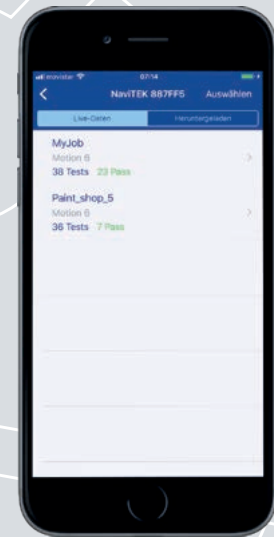 movistar 07:14
NaviTEK 887FF5 Auswählen
Live-Daten Heruntergeladen
MyJob
Motion 6
38 Tests 23 Pass
Paint_shop_5
Motion 6
36 Tests 7 Pass